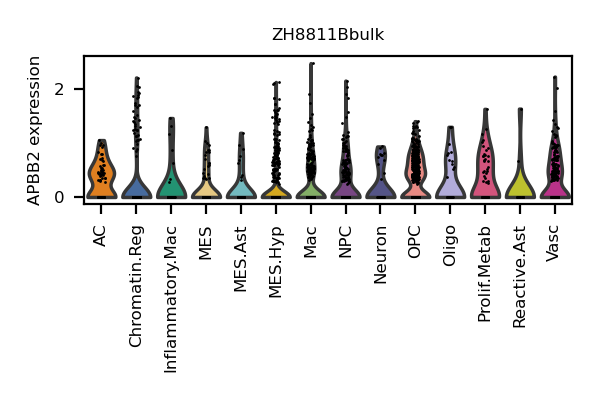 ZH8811Bbulk
APBB2 expression
2
0
AC
Chromatin.Reg
Inflammatory.Mac
MES
MES.Ast
MES.Hyp
Mac
NPC
Neuron
OPC
Oligo
Prolif.Metab
Reactive.Ast
Vasc